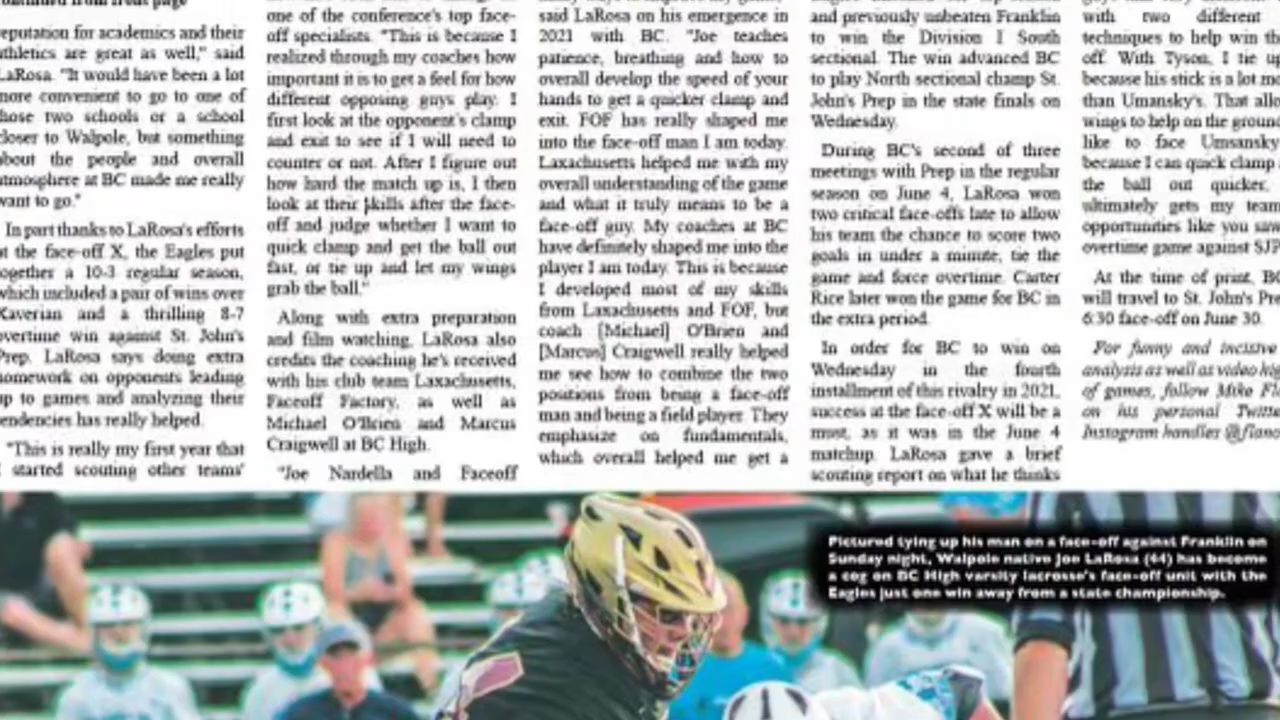 continued from front page
reputation for academics and their
athletics are great as well," said
LaRosa. "It would have been a lot
more convenient to go to one of
those two schools or a school
closer to Walpole, but something
about the people and overall
atmosphere at BC made me really
want to go."
In part thanks to LaRosa's efforts
at the face-off X, the Eagles put
together a 10-3 regular season,
which included a pair of wins over
Xaverian and a thrilling 8-7
overtime win against St. John's
Prep. LaRosa says doing extra
homework on opponents leading
up to games and analyzing their
tendencies has really helped.
"This is really my first year that
I started scouting other teams'
one of the conference's top face-
off specialists. "This is because I
realized through my coaches how
important it is to get a feel for how
different opposing guys play. I
first look at the opponent's clamp
and exit to see if I will need to
counter or not. After I figure out
how hard the match up is, I then
look at their skills after the face-
off and judge whether I want to
quick clamp and get the ball out
fast, or tie up and let my wings
grab the ball."
Along with extra preparation
and film watching, LaRosa also
credits the coaching he's received
with his club team Laxachusetts,
Faceoff Factory, as well as
Michael O'Brien and Marcus
Craigwell at BC High.
"Joe Nardella and Faceoff
said LaRosa on his emergence in
2021 with BC. "Joe teaches
patience, breathing and how to
overall develop the speed of your
hands to get a quicker clamp and
exit. FOF has really shaped me
into the face-off man I am today.
Laxachusetts helped me with my
overall understanding of the game
and what it truly means to be a
face-off guy. My coaches at BC
have definitely shaped me into the
player I am today. This is because
I developed most of my skills
from Laxachusetts and FOF, but
coach [Michael] O'Brien and
[Marcus] Craigwell really helped
me see how to combine the two
positions from being a face-off
man and being a field player. They
emphasize on fundamentals,
which overall helped me get a
and previously unbeaten Franklin
to win the Division I South
sectional. The win advanced BC
to play North sectional champ St.
John's Prep in the state finals on
Wednesday.
During BC's second of three
meetings with Prep in the regular
season on June 4, LaRosa won
two critical face-offs late to allow
his team the chance to score two
goals in under a minute, tie the
game and force overtime. Carter
Rice later won the game for BC in
the extra period.
In order for BC to win on
Wednesday in the fourth
installment of this rivalry in 2021,
success at the face-off X will be a
must, as it was in the June 4
matchup. LaRosa gave a brief
scouting report on what he thinks
with two different
techniques to help win th
off. With Tyson, I tie up
because his stick is a lot mo
than Umansky's. That allo
wings to help on the ground
like to face Umsansky
because I can quick clamp
the ball out quicker,
ultimately gets my team
opportunities like you saw
overtime game against SJP
At the time of print, BC
will travel to St. John's Pre
6:30 face-off on June 30.
For funny and incisive
analysis as well as video hig
of games, follow Mike Fl
on his personal Twitte
Instagram handles @fiano
Pictured tying up his man on a face-off against Franklin on
Sunday night, Walpole native Joe LaRosa (44) has become
a cog on BC High varsity lacrosse's face-off unit with the
Eagles just one win away from a state championship.